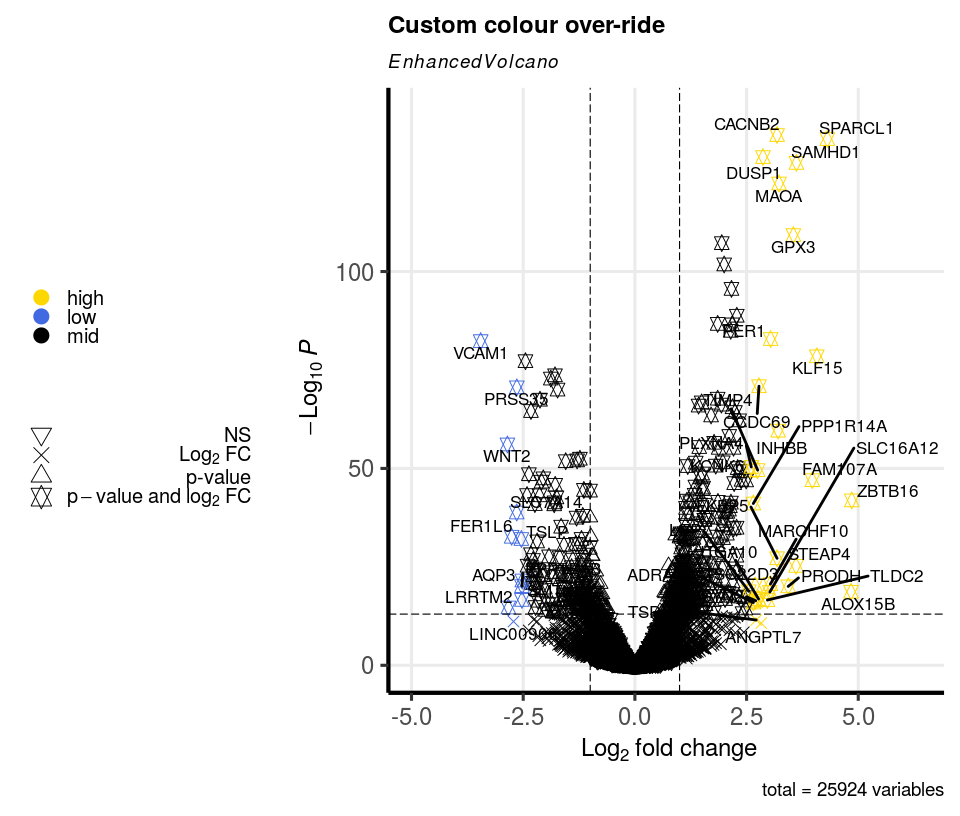 Custom colour over-ride
EnhancedVolcano
CACNB2
SPARCL1
SAMHD1
DUSP1
MAOA
GPX3
100
high
low
mid
VCAM1
KLF15
PRSS35
CCDC69
PPP1R14A
INHBB
SLC16A12
WNT2
FAM107A
50
ZBTB16
FER1L6
TSLP
MARCHF10
STEAP4
AQP3
PRODH
TLDC2
LRRTM2
ALOX15B
ANGPTL7
0
NS
Log2 FC
p-value
p−value and log2 FC
−Log10 P
-5.0
-2.5
0.0
2.5
5.0
Log2 fold change
total = 25924 variables